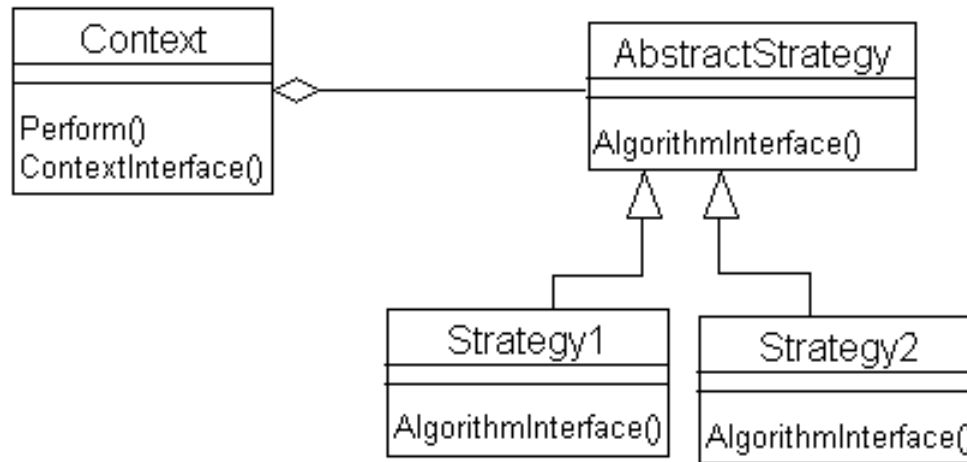 Context
Perform()
ContextInterface()
AbstractStrategy
AlgorithmInterface()
Strategy1
AlgorithmInterface()
Strategy2
AlgorithmInterface()